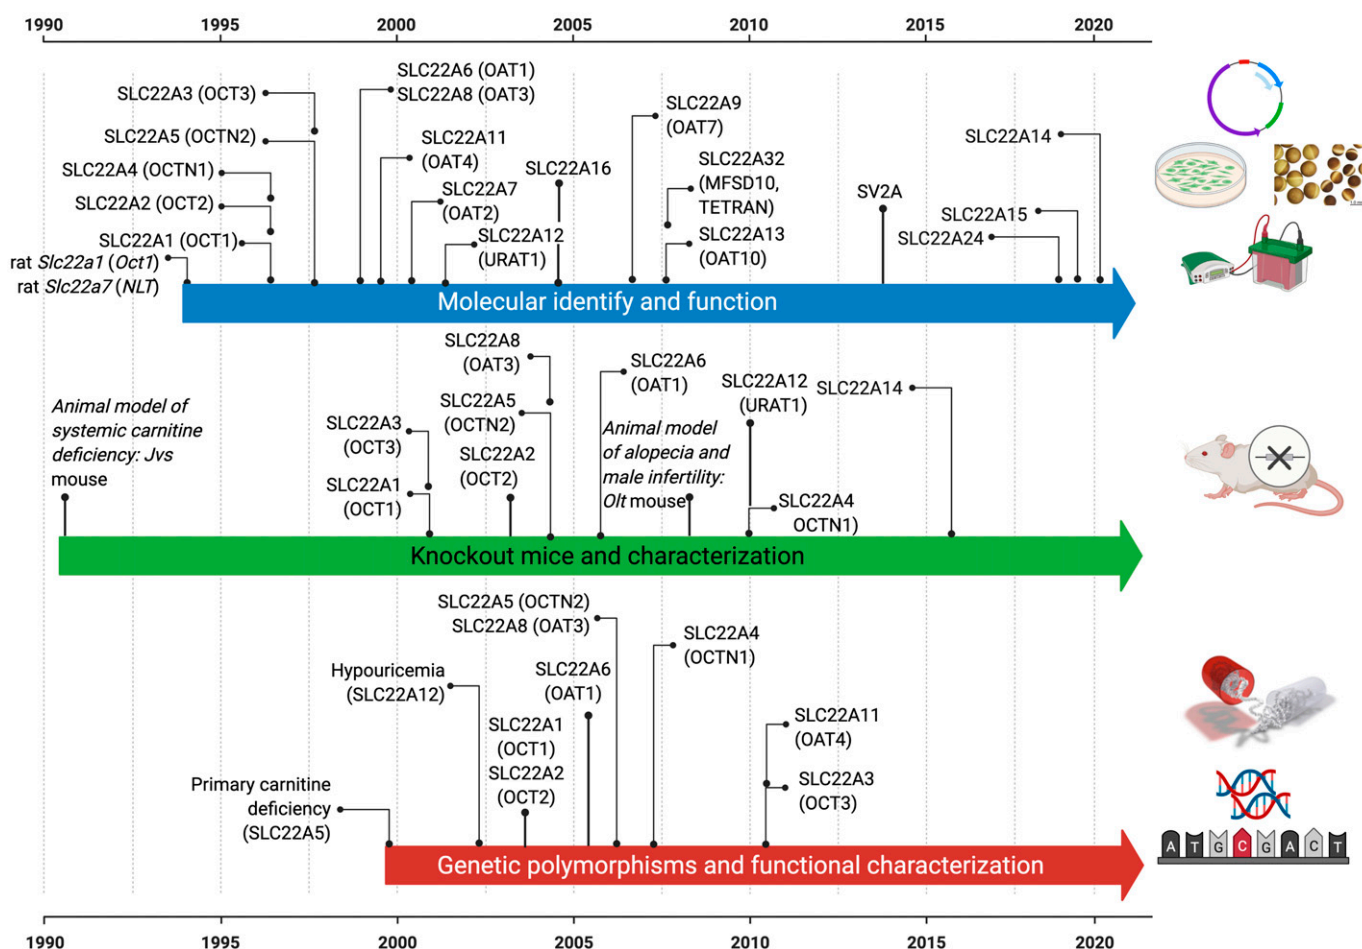 1990 1995 2000 2005 2010 2015 2020
SLC22A3 (OCT3)
SLC22A5 (OCTN2)
SLC22A4 (OCTN1)
SLC22A2 (OCT2)
SLC22A1 (OCT1)
rat Slc22a1 (Oct1)
rat Slc22a7 (NLT)
SLC22A6 (OAT1)
SLC22A8 (OAT3)
SLC22A11
(OAT4)
SLC22A7
(OAT2)
SLC22A12
(URAT1)
SLC22A16
SLC22A9
(OAT7)
SLC22A32
(MFSD10,
TETRAN)
SLC22A13
(OAT10)
SV2A
SLC22A14
SLC22A15
SLC22A24
Molecular identify and function
Animal model of
systemic carnitine
deficiency: Jvs
mouse
SLC22A3
(OCT3)
SLC22A1
(OCT1)
SLC22A8
(OAT3)
SLC22A5
(OCTN2)
SLC22A2
(OCT2)
SLC22A6
(OAT1)
Animal model
of alopecia and
male infertility:
Olt mouse
SLC22A12
(URAT1)
SLC22A4
OCTN1)
SLC22A14
Knockout mice and characterization
Primary carnitine
deficiency
(SLC22A5)
Hypouricemia
(SLC22A12)
SLC22A5 (OCTN2)
SLC22A8 (OAT3)
SLC22A1
(OCT1)
SLC22A2
(OCT2)
SLC22A6
(OAT1)
SLC22A4
(OCTN1)
SLC22A11
(OAT4)
SLC22A3
(OCT3)
A T G C G A C T
Genetic polymorphisms and functional characterization
1990 1995 2000 2005 2010 2015 2020